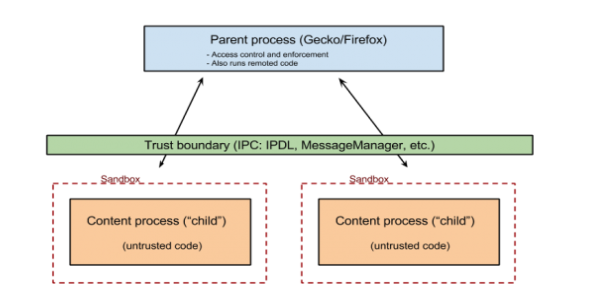 Parent process (Gecko/Firefox)
- Access control and enforcement
- Also runs remoted code
Trust boundary (IPC: IPDL, MessageManager, etc.)
Sandbox
Content process (“child”)
(untrusted code)
Sandbox
Content process (“child”)
(untrusted code)